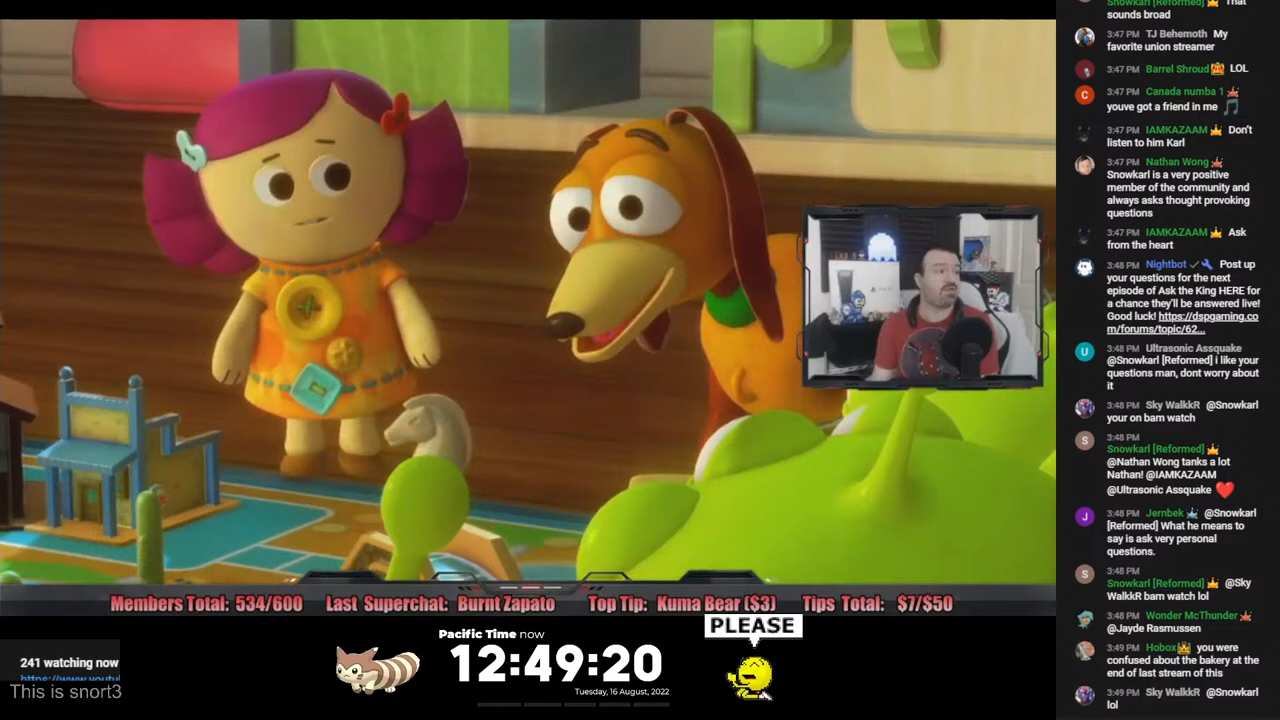 Snowkarl [Reformed] That
sounds broad
3:47 PM TJ Behemoth My
favorite union streamer
3:47 PM Barrel Shroud LOL
3:47 PM Canada numba 1
youve got a friend in me
3:47 PM IAMKAZAAM Don't
listen to him Karl
3:47 PM Nathan Wong
Snowkarl is a very positive
member of the community and
always asks thought provoking
questions
3:47 PM IAMKAZAAM Ask
from the heart
3:48 PM Nightbot Post up
your questions for the next
episode of Ask the King HERE for
a chance they'll be answered live!
Good luck! https://dspgaming.co
m/forums/topic/62...
3:48 PM Ultrasonic Assquake
@Snowkarl [Reformed] i like your
questions man, dont worry about
it
3:48 PM Sky WalkkR @Snowkarl
your on bam watch
3:48 PM
Snowkarl [Reformed]
@Nathan Wong tanks a lot
Nathan! @IAMKAZAAM
@Ultrasonic Assquake
3:48 PM Jernbek @Snowkarl
[Reformed] What he means to
say is ask very personal
questions.
3:48 PM
Snowkarl [Reformed] @Sky
WalkkR bam watch lol
3:48 PM Wonder McThunder
@Jayde Rasmussen
3:49 PM Hobox you were
confused about the bakery at the
end of last stream of this
3:49 PM Sky WalkkR @Snowkarl
lol
Members Total: 534/600 Last Superchat: Burnt Zapato Top Tip: Kuma Bear ($3) Tips Total: $7/$50
PLEASE
Pacific Time now
12:49:20
Tuesday, 16 August, 2022
241 watching now
https://www.youtu
This is snort3